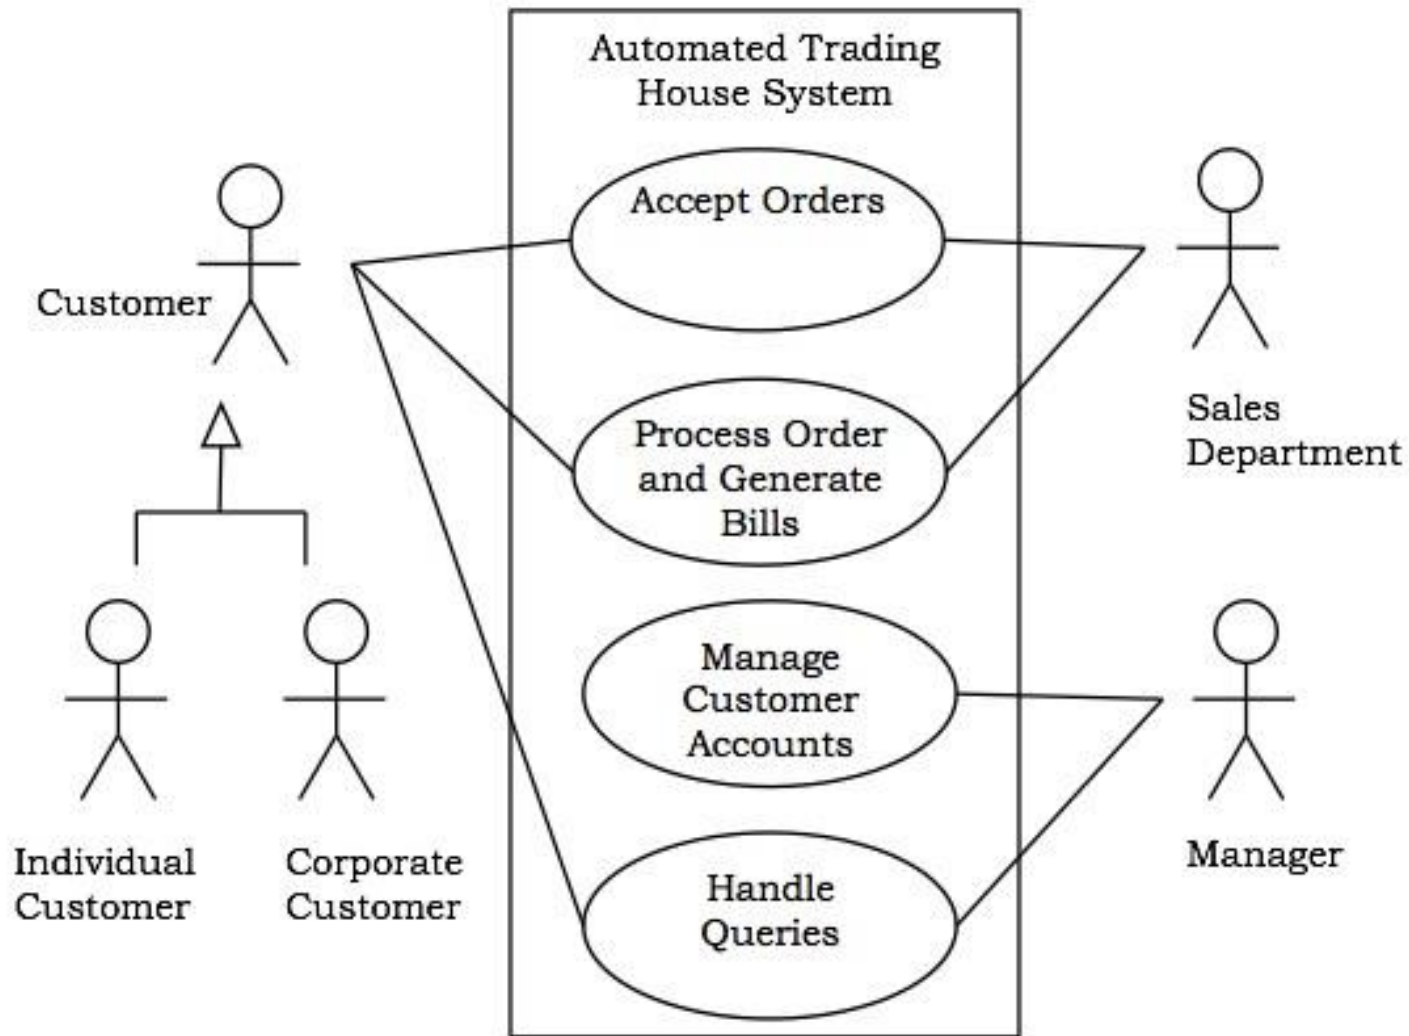 Automated Trading
House System
Accept Orders
Customer
Process Order
and Generate
Bills
Sales
Department
Manage
Customer
Accounts
Individual
Customer
Corporate
Customer
Handle
Queries
Manager